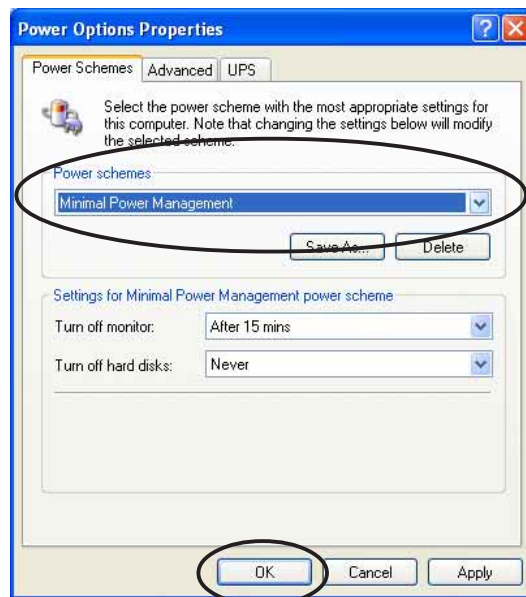 Power Options Properties
Power Schemes Advanced UPS
Select the power scheme with the most appropriate settings for
this computer. Note that changing the settings below will modify
the selected scheme.
Power schemes
Minimal Power Management
Save As... Delete
Settings for Minimal Power Management power scheme
Turn off monitor: After 15 mins
Turn off hard disks: Never
OK Cancel Apply